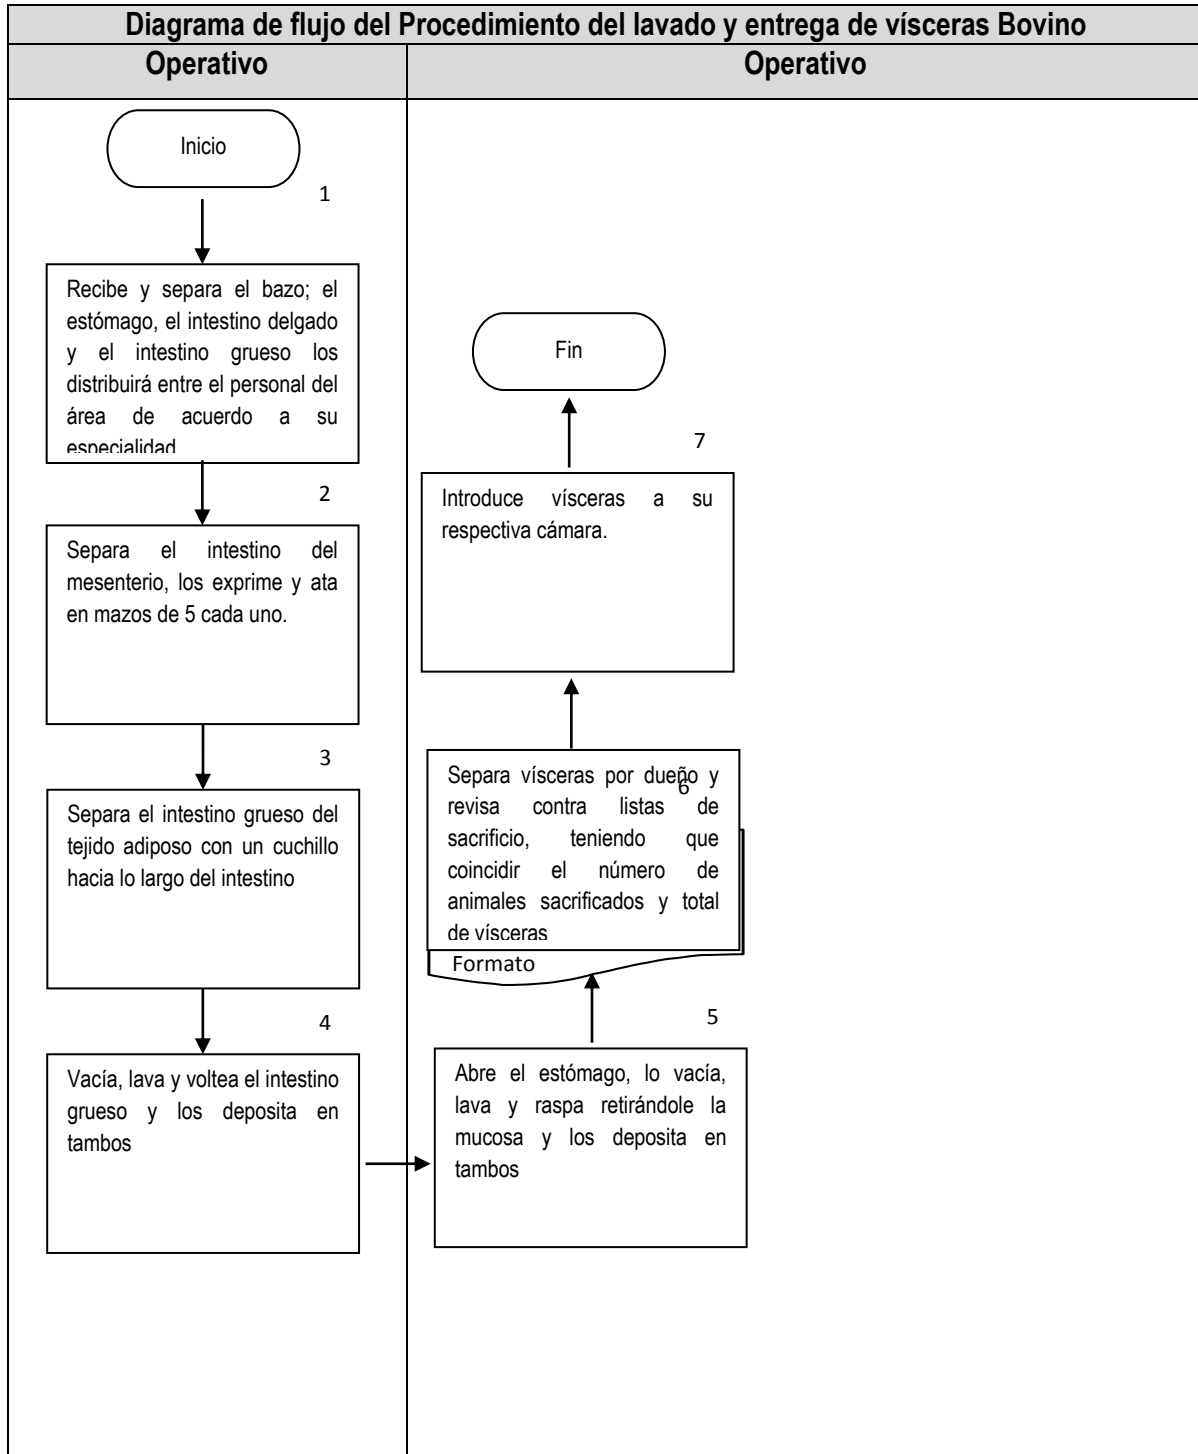 Diagrama de flujo del Procedimiento del lavado y entrega de vísceras Bovino
Operativo
Operativo
Inicio
1
Recibe y separa el bazo; el
estómago, el intestino delgado
y el intestino grueso los
distribuirá entre el personal del
área de acuerdo a su
especialidad
2
Separa el intestino del
mesenterio, los exprime y ata
en mazos de 5 cada uno.
3
Separa el intestino grueso del
tejido adiposo con un cuchillo
hacia lo largo del intestino
4
Vacía, lava y voltea el intestino
grueso y los deposita en
tambos
5
Abre el estómago, lo vacía,
lava y raspa retirándole la
mucosa y los deposita en
tambos
6
Separa vísceras por dueño y
revisa contra listas de
sacrificio, teniendo que
coincidir el número de
animales sacrificados y total
de vísceras
Formato
7
Introduce vísceras a su
respectiva cámara.
Fin